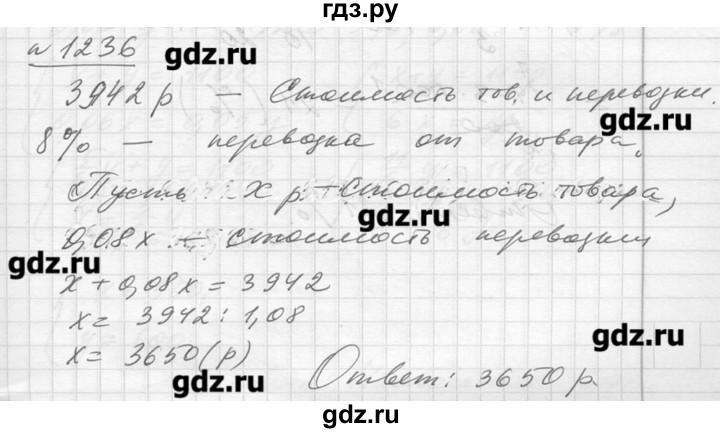 гдз.ру
№ 1236
gdz.ru
3942 р — Стоимость тов. и перевозки.
gdz.ru
8% — перевозка от товара.
Пусть X р — стоимость товара,
gdz.ru
0,08x — стоимость перевозки
gdz.ru
x + 0,08x = 3942
x = 3942 : 1,08
gdz.ru
x = 3650 (р)
gdz.ru
Ответ: 3650 р.
gdz.ru